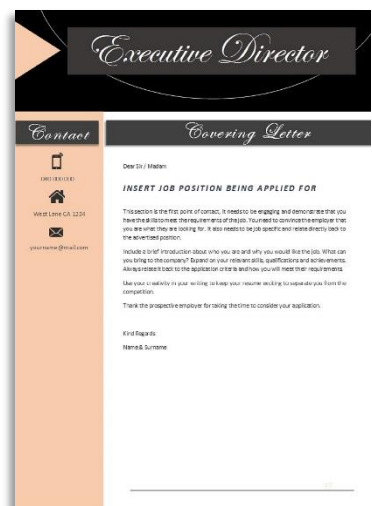 Executive Director
Contact
West Lane CA 1234
yourname@mail.com
Covering Letter
Dear Sir / Madam
INSERT JOB POSITION BEING APPLIED FOR
This section is the first point of contact, it needs to be engaging and demonstrate that you
have the skills to meet the requirements of the job. You need to convince the employer that
you are what they are looking for. It also needs to be job specific and relate directly back to
the advertised position.
Include a brief introduction about who you are and why you would like the job. What can
you bring to the company? Expand on your relevant skills, qualifications and achievements.
Always relate it back to the application criteria and how you will meet their requirements.
Use your creativity in your writing to keep your resume exciting to separate you from the
competition.
Thank the prospective employer for taking the time to consider your application.
Kind Regards
Name & Surname